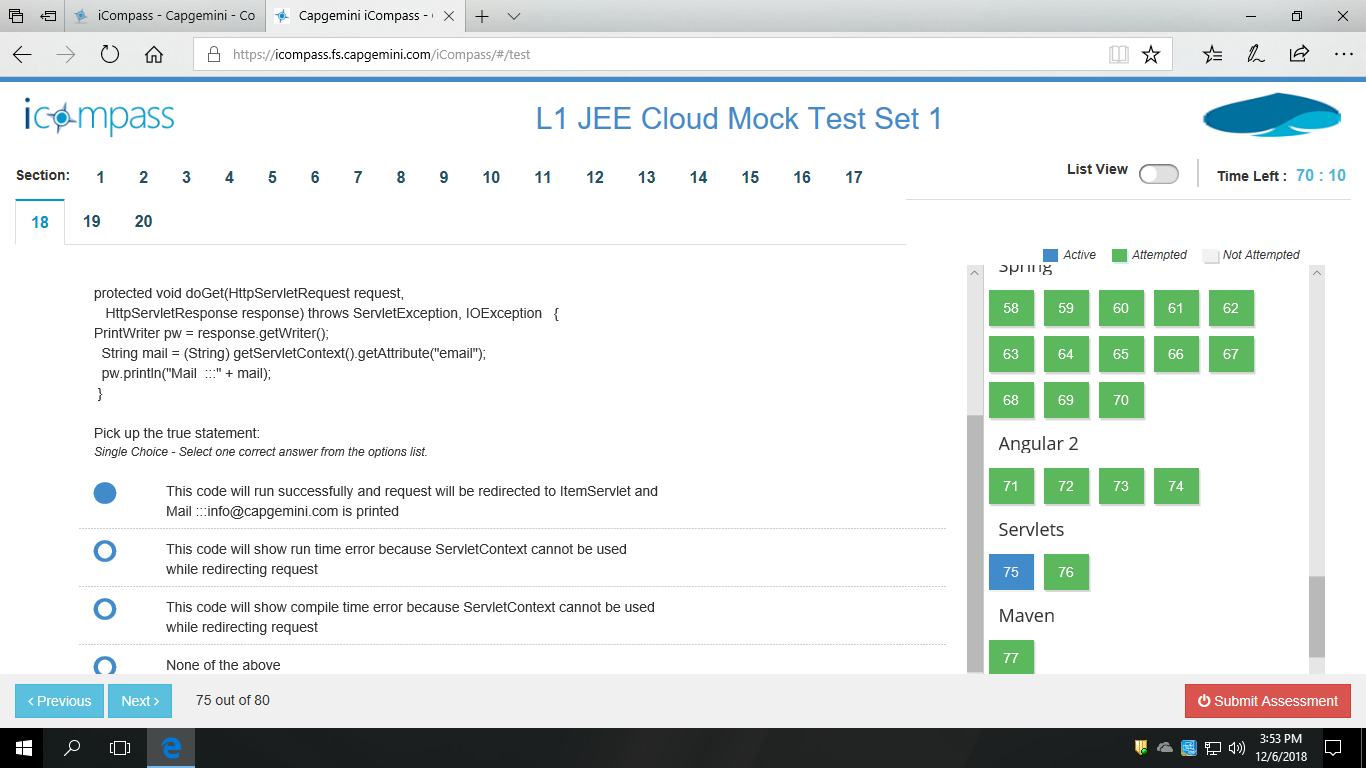 iCompass - Capgemini - Co
Capgemini iCompass -
https://icompass.fs.capgemini.com/iCompass/#/test
icompass
L1 JEE Cloud Mock Test Set 1
Section: 1 2 3 4 5 6 7 8 9 10 11 12 13 14 15 16 17
List View
Time Left : 70 : 10
18 19 20
Active Attempted Not Attempted
Spring
58 59 60 61 62
63 64 65 66 67
68 69 70
Angular 2
71 72 73 74
Servlets
75 76
Maven
77
protected void doGet(HttpServletRequest request,
HttpServletResponse response) throws ServletException, IOException {
PrintWriter pw = response.getWriter();
String mail = (String) getServletContext().getAttribute("email");
pw.println("Mail :::" + mail);
}
Pick up the true statement:
Single Choice - Select one correct answer from the options list.
This code will run successfully and request will be redirected to ItemServlet and
Mail :::info@capgemini.com is printed
This code will show run time error because ServletContext cannot be used
while redirecting request
This code will show compile time error because ServletContext cannot be used
while redirecting request
None of the above
‹ Previous
Next ›
75 out of 80
Submit Assessment
3:53 PM
12/6/2018